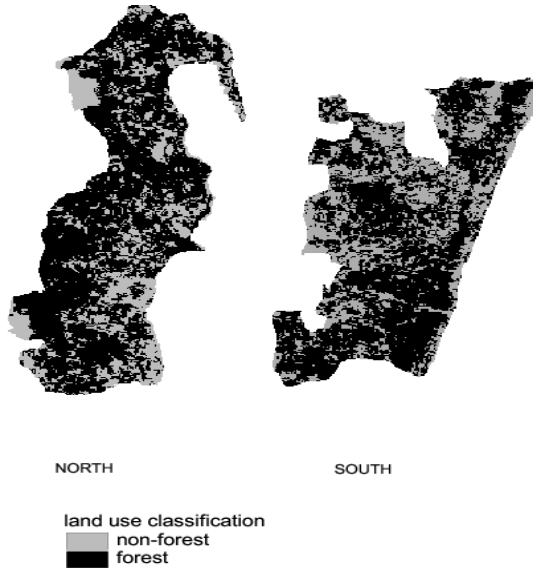 NORTH
SOUTH
land use classification
non-forest
forest